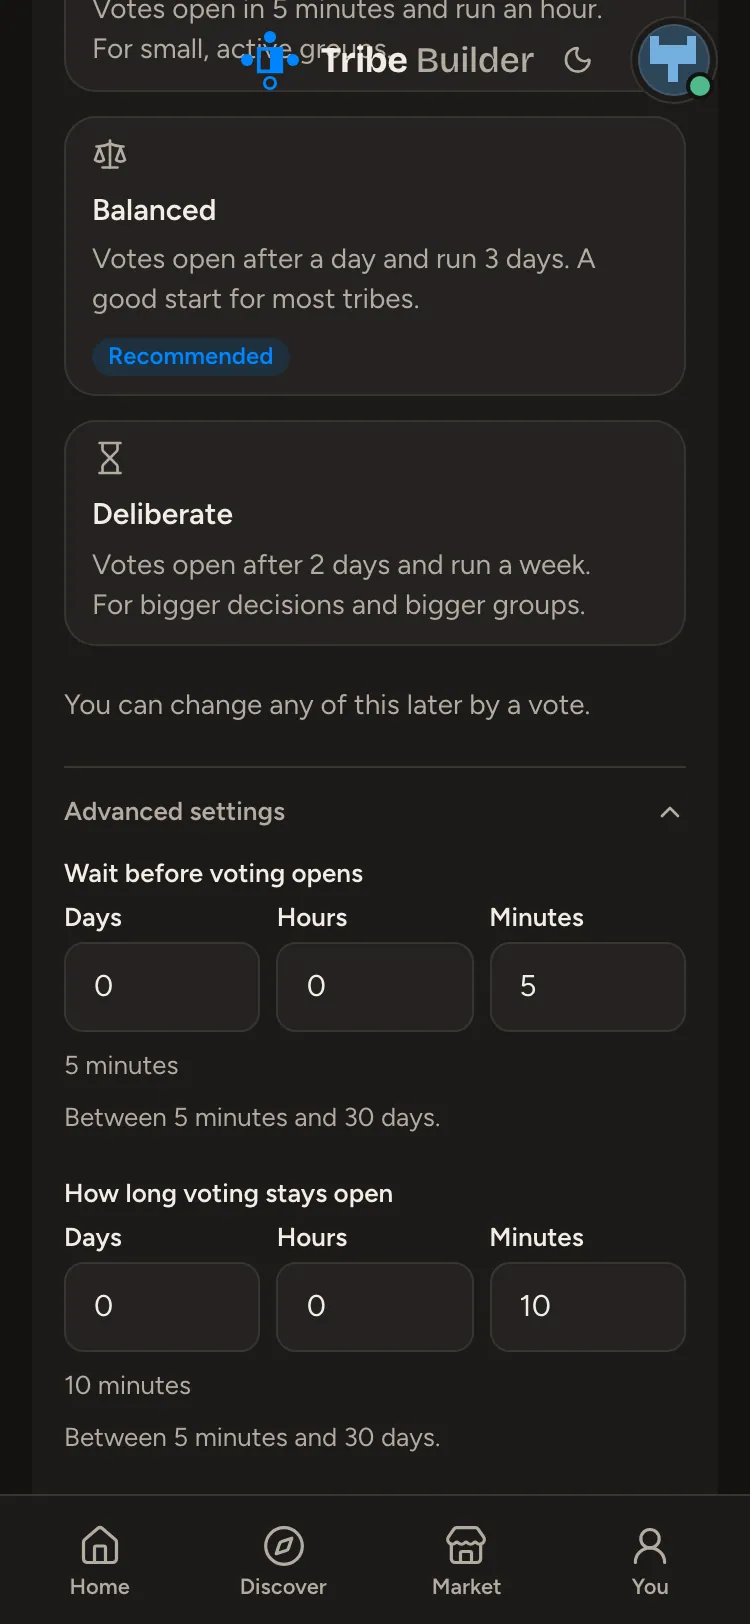 Votes open in 5 minutes and run an hour.
For small, active groups.
Tribe Builder
Balanced
Votes open after a day and run 3 days. A
good start for most tribes.
Recommended
Deliberate
Votes open after 2 days and run a week.
For bigger decisions and bigger groups.
You can change any of this later by a vote.
Advanced settings
Wait before voting opens
Days Hours Minutes
0 0 5
5 minutes
Between 5 minutes and 30 days.
How long voting stays open
Days Hours Minutes
0 0 10
10 minutes
Between 5 minutes and 30 days.
Home Discover Market You